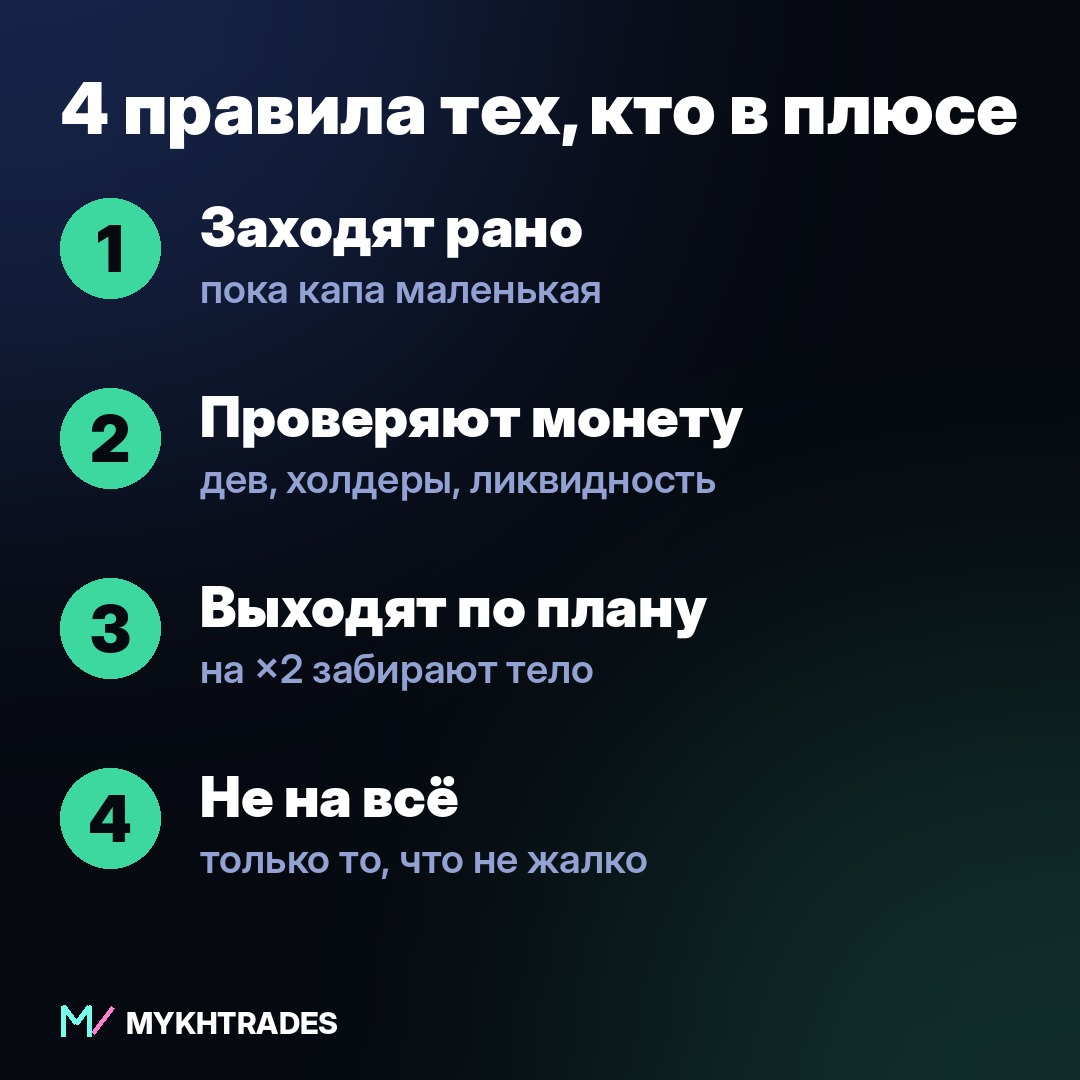 4 правила тех, кто в плюсе
1
Заходят рано
пока капа маленькая
2
Проверяют монету
дев, холдеры, ликвидность
3
Выходят по плану
на ×2 забирают тело
4
Не на всё
только то, что не жалко
M/ MYKHTRADES